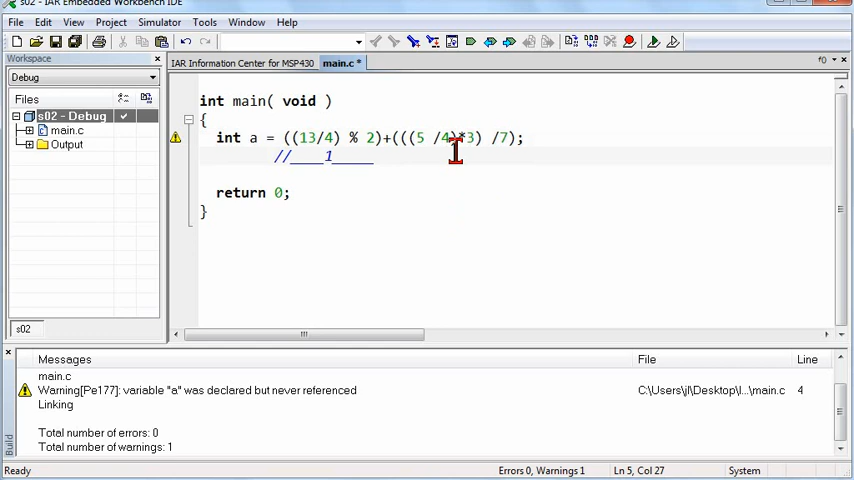 s02 - IAR Embedded Workbench IDE
File Edit View Project Simulator Tools Window Help
Workspace
IAR Information Center for MSP430 main.c *
f0
Debug
Files
s02 - Debug
main.c
Output
int main( void )
{
int a = ((13/4) % 2)+(((5 /4)*3) /7);
//____1_____
return 0;
}
s02
Messages File Line
main.c
Warning[Pe177]: variable "a" was declared but never referenced C:\Users\jl\Desktop\I...\main.c 4
Linking
Total number of errors: 0
Total number of warnings: 1
Build
Ready Errors 0, Warnings 1 Ln 5, Col 27 System